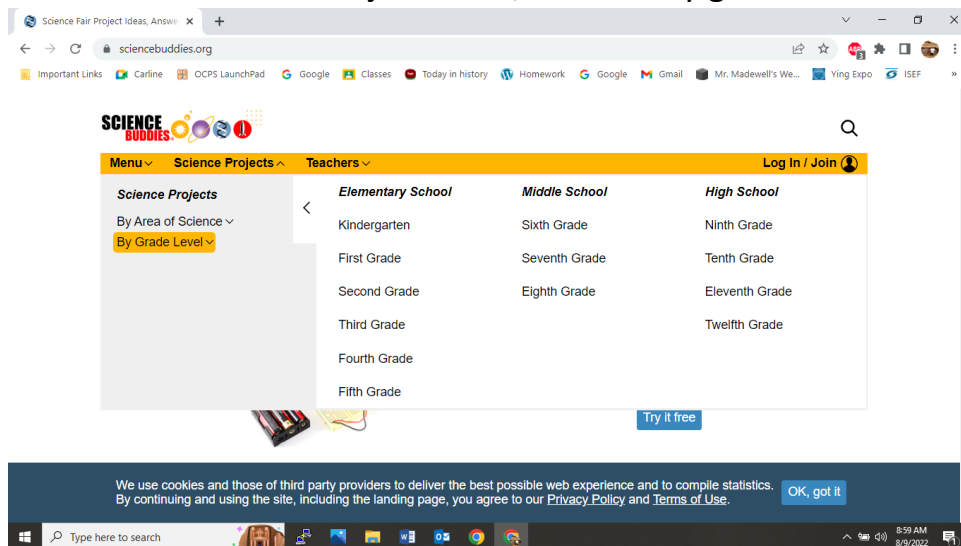 Science Fair Project Ideas, Answe
sciencebuddies.org
Important Links Carline OCPS LaunchPad Google Classes Today in history Homework Google Gmail Mr. Madewell's We... Ying Expo ISEF »
SCIENCE
BUDDIES
Menu Science Projects Teachers Log In / Join
Science Projects
By Area of Science
By Grade Level
Elementary School
Kindergarten
First Grade
Second Grade
Third Grade
Fourth Grade
Fifth Grade
Middle School
Sixth Grade
Seventh Grade
Eighth Grade
High School
Ninth Grade
Tenth Grade
Eleventh Grade
Twelfth Grade
Try it free
We use cookies and those of third party providers to deliver the best possible web experience and to compile statistics.
By continuing and using the site, including the landing page, you agree to our Privacy Policy and Terms of Use.
OK, got it
Type here to search
8:59 AM
8/9/2022